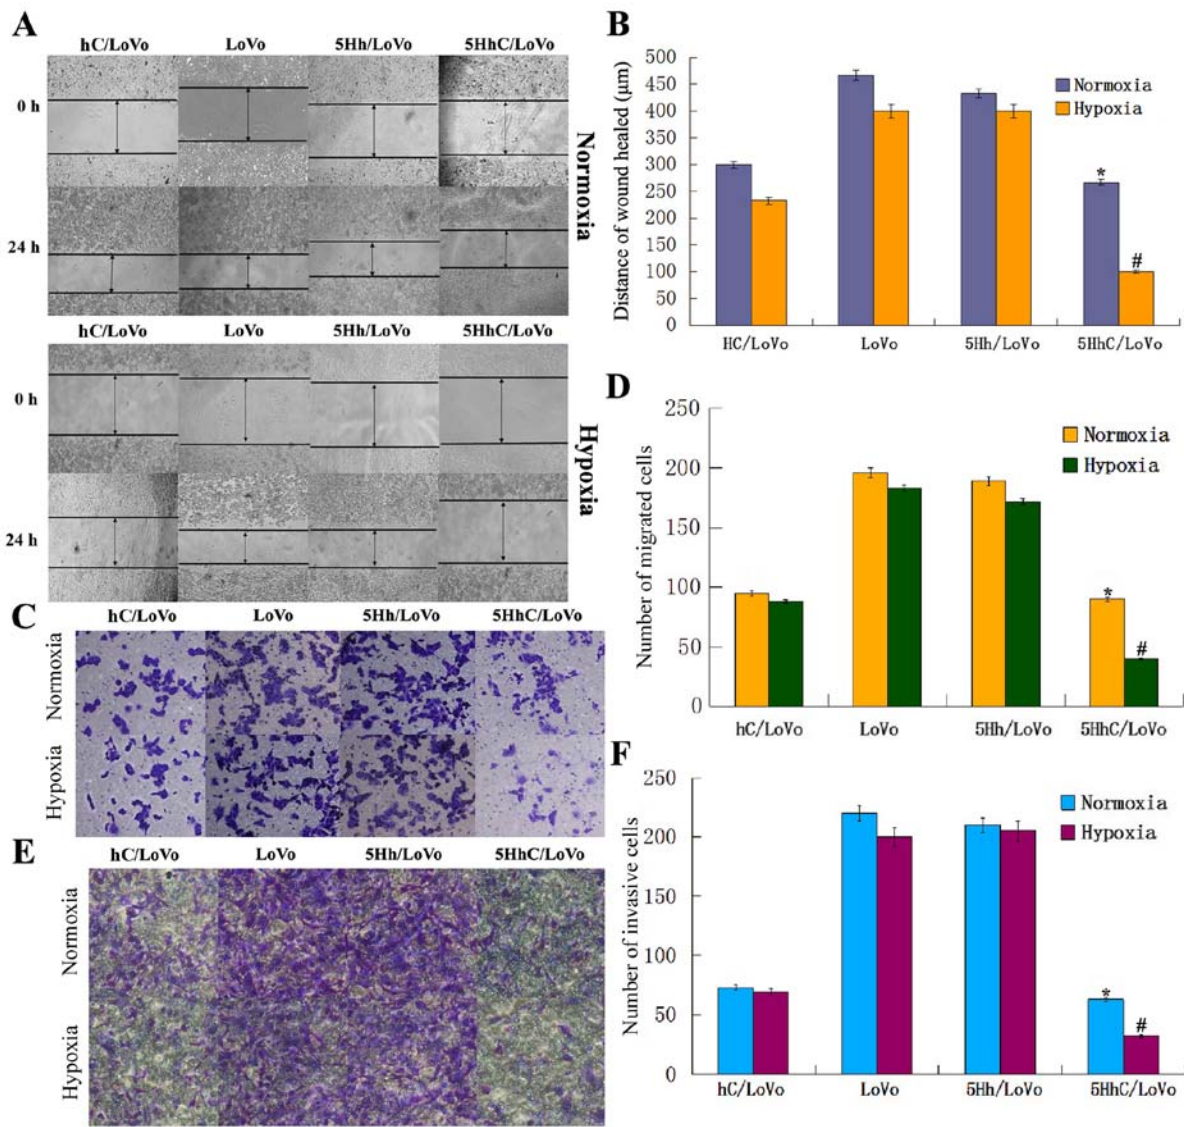 A
hC/LoVo LoVo 5Hh/LoVo 5HhC/LoVo
0 h
24 h
Normoxia
hC/LoVo LoVo 5Hh/LoVo 5HhC/LoVo
0 h
24 h
Hypoxia
B
Distance of wound healed (μm)
500
450
400
350
300
250
200
150
100
50
0
Normoxia
Hypoxia
*
#
HC/LoVo LoVo 5Hh/LoVo 5HhC/LoVo
C
hC/LoVo LoVo 5Hh/LoVo 5HhC/LoVo
Normoxia
Hypoxia
D
Number of migrated cells
250
200
150
100
50
0
Normoxia
Hypoxia
*
#
hC/LoVo LoVo 5Hh/LoVo 5HhC/LoVo
E
hC/LoVo LoVo 5Hh/LoVo 5HhC/LoVo
Normoxia
Hypoxia
F
Number of invasive cells
250
200
150
100
50
0
Normoxia
Hypoxia
*
#
hC/LoVo LoVo 5Hh/LoVo 5HhC/LoVo